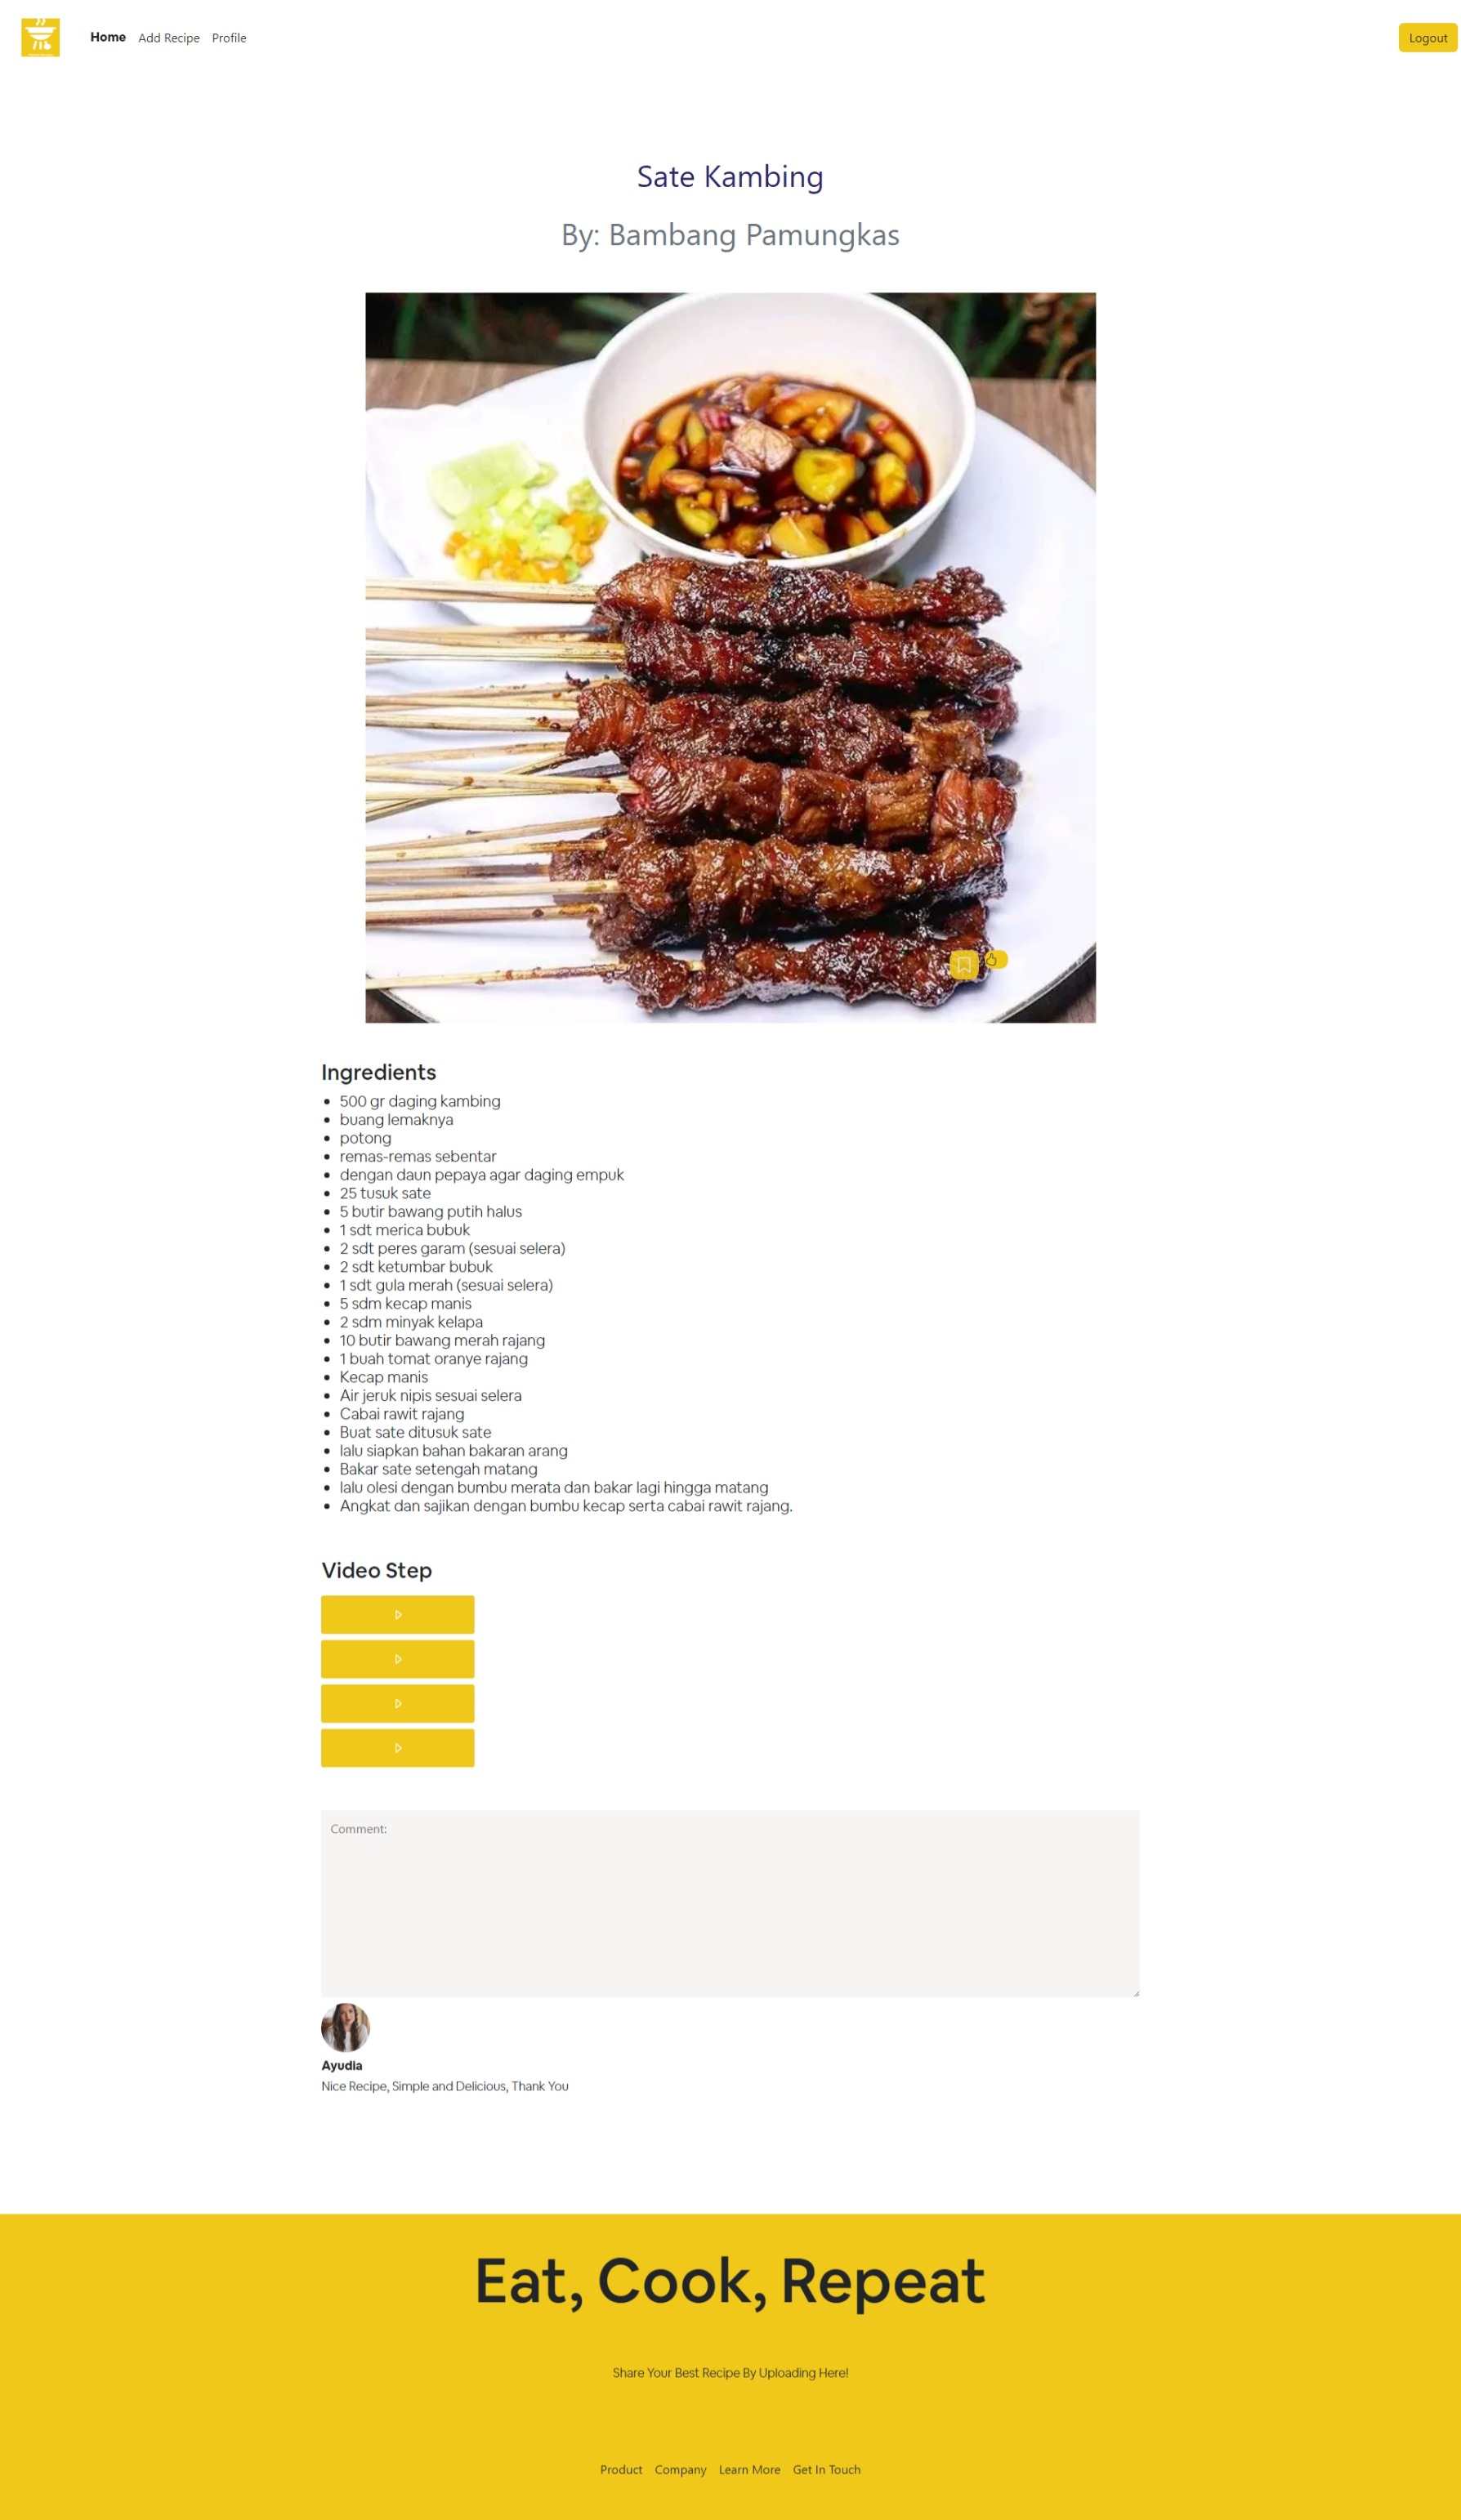 Home Add Recipe Profile Logout
Sate Kambing
By: Bambang Pamungkas
Ingredients
500 gr daging kambing
buang lemaknya
potong
remas-remas sebentar
dengan daun pepaya agar daging empuk
25 tusuk sate
5 butir bawang putih halus
1 sdt merica bubuk
2 sdt peres garam (sesuai selera)
2 sdt ketumbar bubuk
1 sdt gula merah (sesuai selera)
5 sdm kecap manis
2 sdm minyak kelapa
10 butir bawang merah rajang
1 buah tomat oranye rajang
Kecap manis
Air jeruk nipis sesuai selera
Cabai rawit rajang
Buat sate ditusuk sate
lalu siapkan bahan bakaran arang
Bakar sate setengah matang
lalu olesi dengan bumbu merata dan bakar lagi hingga matang
Angkat dan sajikan dengan bumbu kecap serta cabai rawit rajang.
Video Step
Comment:
Ayudia
Nice Recipe, Simple and Delicious, Thank You
Eat, Cook, Repeat
Share Your Best Recipe By Uploading Here!
Product Company Learn More Get In Touch